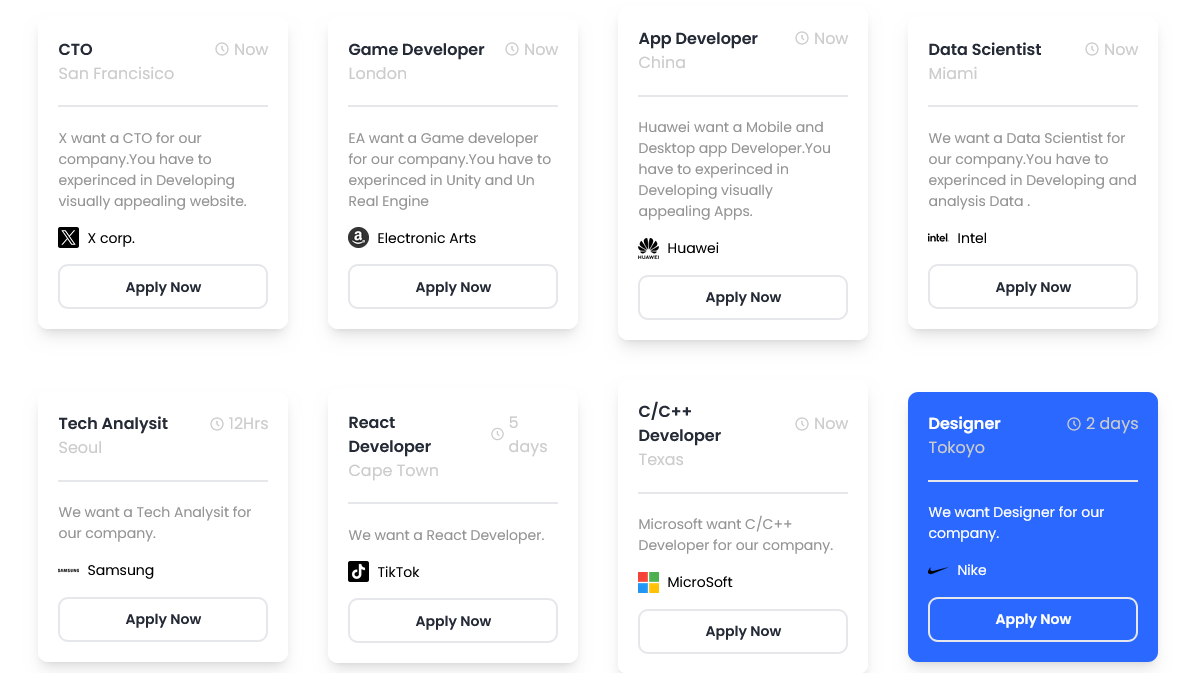 CTO
Now
San Francisico
X want a CTO for our
company.You have to
experinced in Developing
visually appealing website.
X corp.
Apply Now
Game Developer
Now
London
EA want a Game developer
for our company.You have to
experinced in Unity and Un
Real Engine
Electronic Arts
Apply Now
App Developer
Now
China
Huawei want a Mobile and
Desktop app Developer.You
have to experinced in
Developing visually
appealing Apps.
HUAWEI
Huawei
Apply Now
Data Scientist
Now
Miami
We want a Data Scientist for
our company.You have to
experinced in Developing and
analysis Data .
intel
Intel
Apply Now
Tech Analysit
12Hrs
Seoul
We want a Tech Analysit for
our company.
SAMSUNG
Samsung
Apply Now
React
Developer
5
days
Cape Town
We want a React Developer.
TikTok
Apply Now
C/C++
Developer
Now
Texas
Microsoft want C/C++
Developer for our company.
MicroSoft
Apply Now
Designer
2 days
Tokoyo
We want Designer for our
company.
Nike
Apply Now